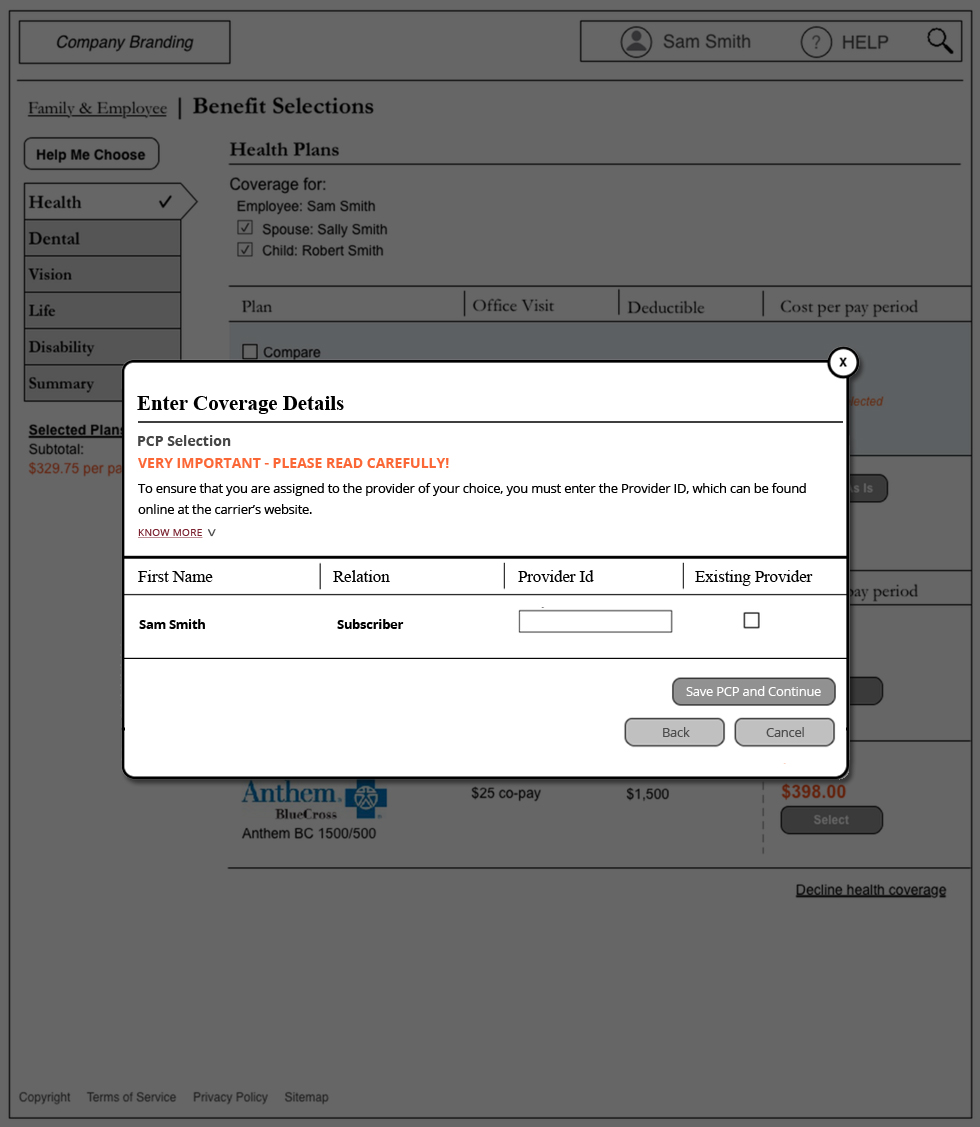 Company Branding
Sam Smith
? HELP
Family & Employee | Benefit Selections
Help Me Choose
Health Plans
Health ✓
Dental
Vision
Life
Disability
Summary
Selected Plans
Subtotal:
$329.75 per pa
Coverage for:
Employee: Sam Smith
Spouse: Sally Smith
Child: Robert Smith
Plan Office Visit Deductible Cost per pay period
Compare
lected
s Is
pay period
X
Enter Coverage Details
PCP Selection
VERY IMPORTANT - PLEASE READ CAREFULLY!
To ensure that you are assigned to the provider of your choice, you must enter the Provider ID, which can be found
online at the carrier's website.
KNOW MORE V
First Name Relation Provider Id Existing Provider
Sam Smith Subscriber
Save PCP and Continue
Back Cancel
Anthem. BlueCross
Anthem BC 1500/500
$25 co-pay
$1,500
$398.00
Select
Decline health coverage
Copyright Terms of Service Privacy Policy Sitemap